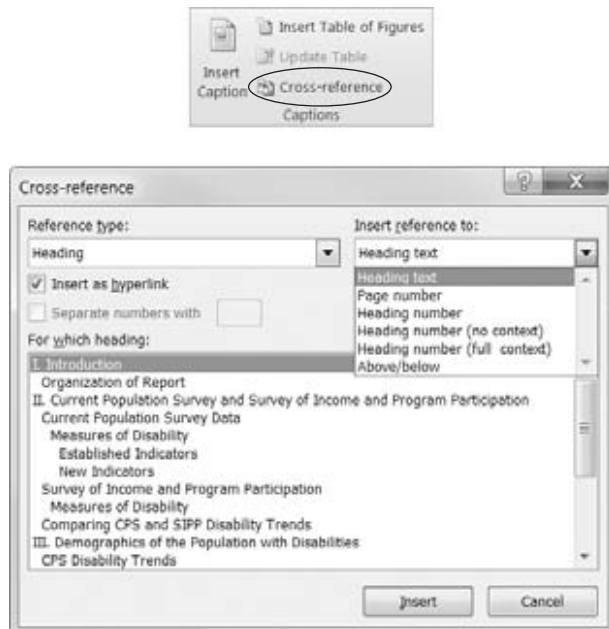 Insert Table of Figures
Update Table
Insert
Caption
Cross-reference
Captions
Cross-reference
Reference type:
Insert reference to:
Heading
Heading text
Insert as hyperlink
Separate numbers with
For which heading:
Heading text
Page number
Heading number
Heading number (no context)
Heading number (full context)
Above/below
I. Introduction
Organization of Report
II. Current Population Survey and Survey of Income and Program Participation
Current Population Survey Data
Measures of Disability
Established Indicators
New Indicators
Survey of Income and Program Participation
Measures of Disability
Comparing CPS and SIPP Disability Trends
III. Demographics of the Population with Disabilities
CPS Disability Trends
Insert
Cancel